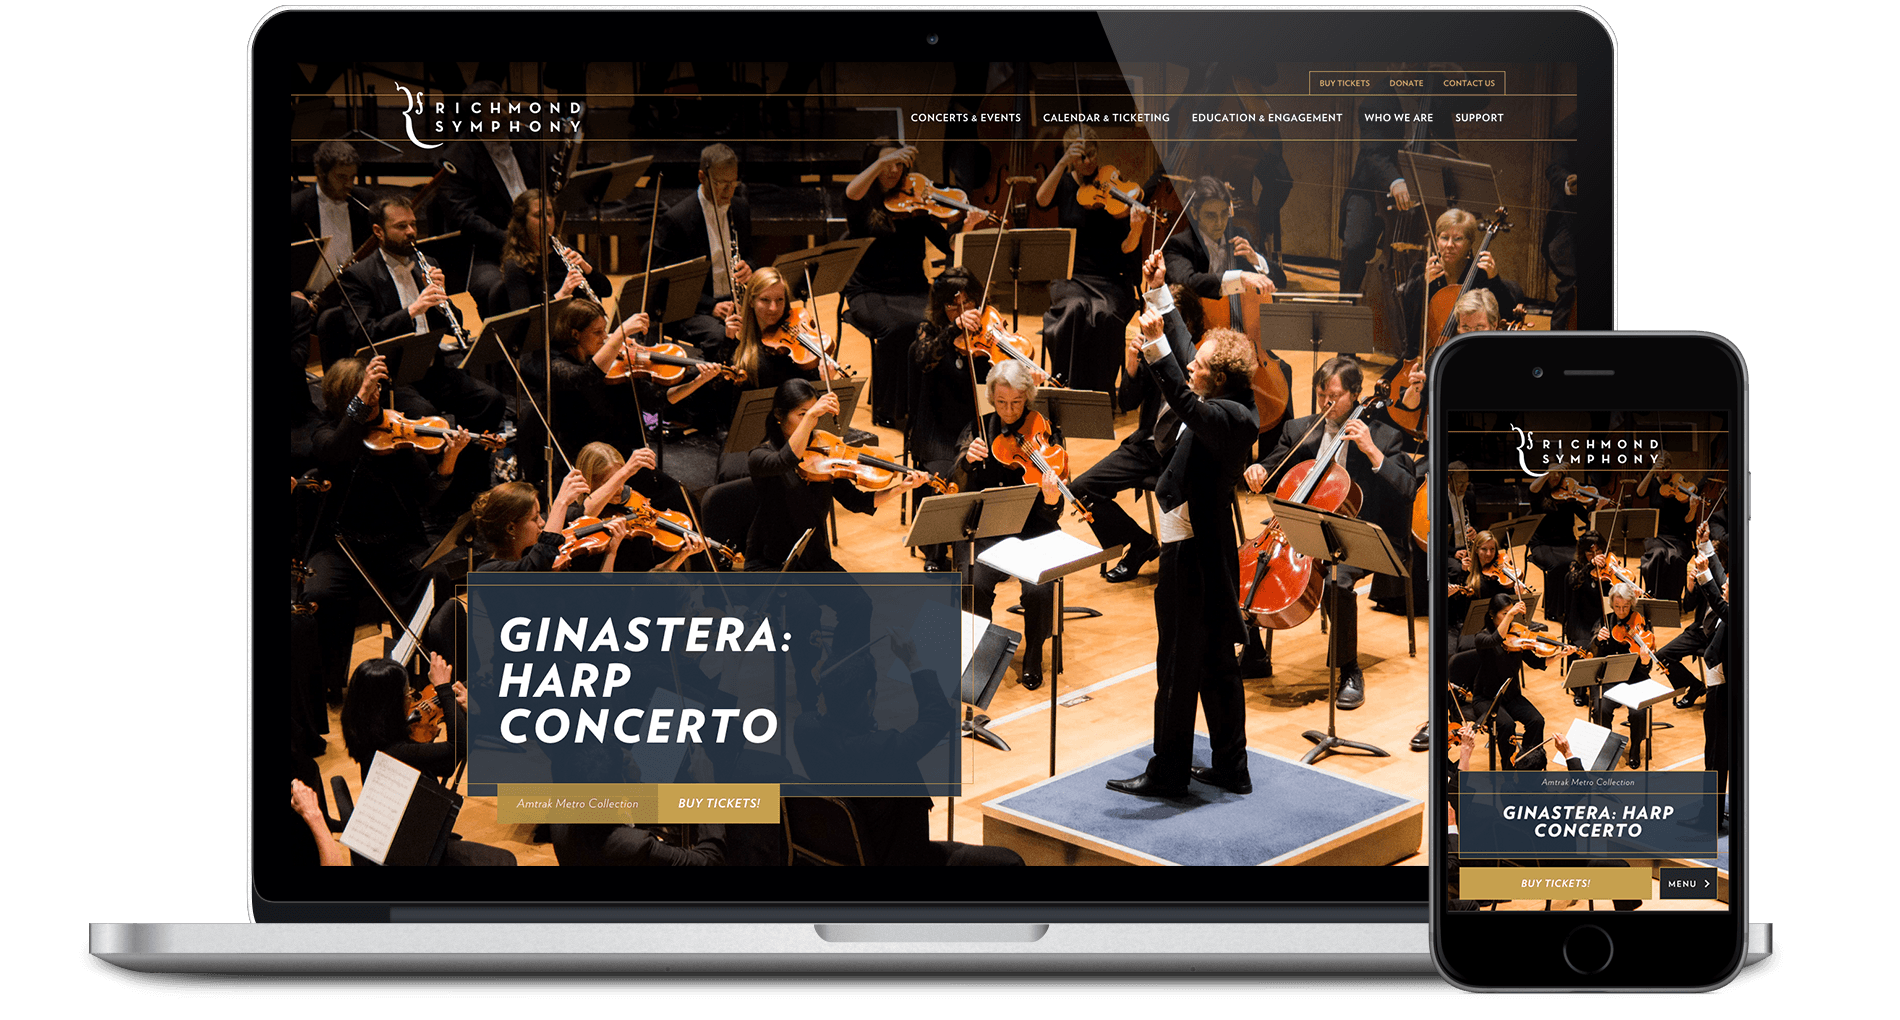 BUY TICKETS DONATE CONTACT US
RICHMOND
SYMPHONY
CONCERTS & EVENTS CALENDAR & TICKETING EDUCATION & ENGAGEMENT WHO WE ARE SUPPORT
GINASTERA:
HARP
CONCERTO
Amtrak Metro Collection BUY TICKETS!
RICHMOND
SYMPHONY
Amtrak Metro Collection
GINASTERA: HARP
CONCERTO
BUY TICKETS! MENU >